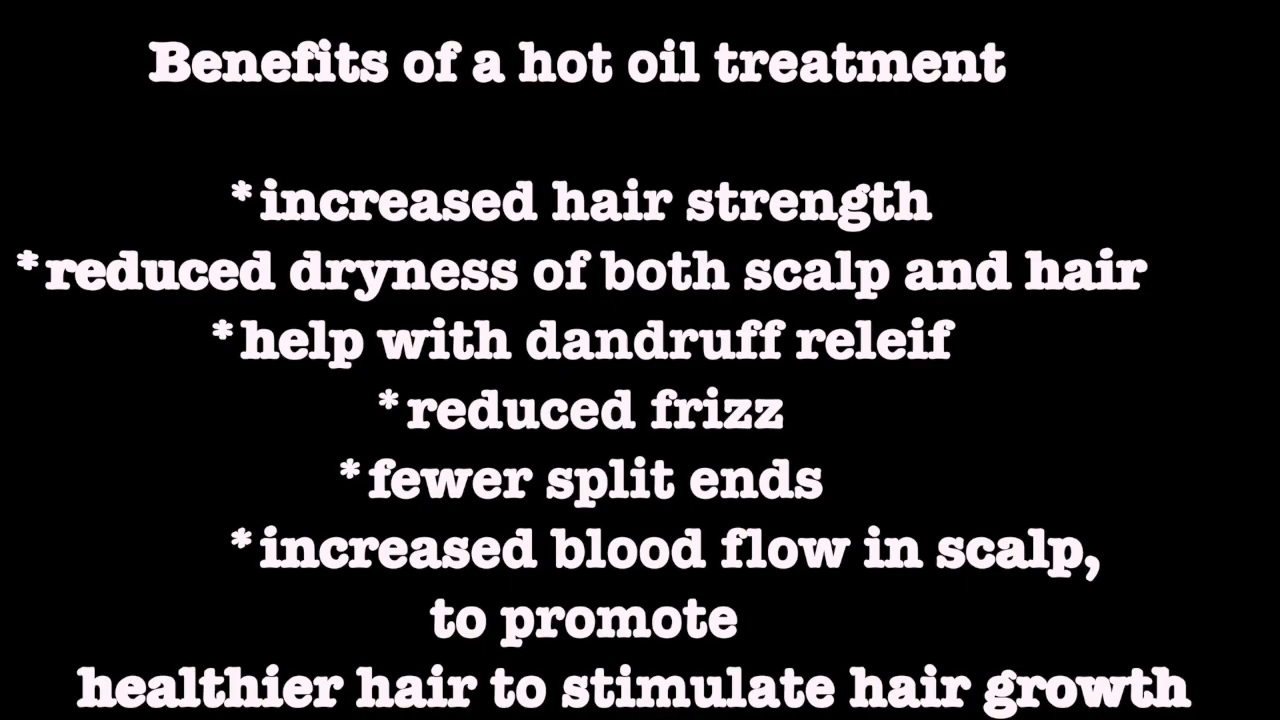 Benefits of a hot oil treatment
*increased hair strength
*reduced dryness of both scalp and hair
*help with dandruff releif
*reduced frizz
*fewer split ends
*increased blood flow in scalp,
to promote
healthier hair to stimulate hair growth